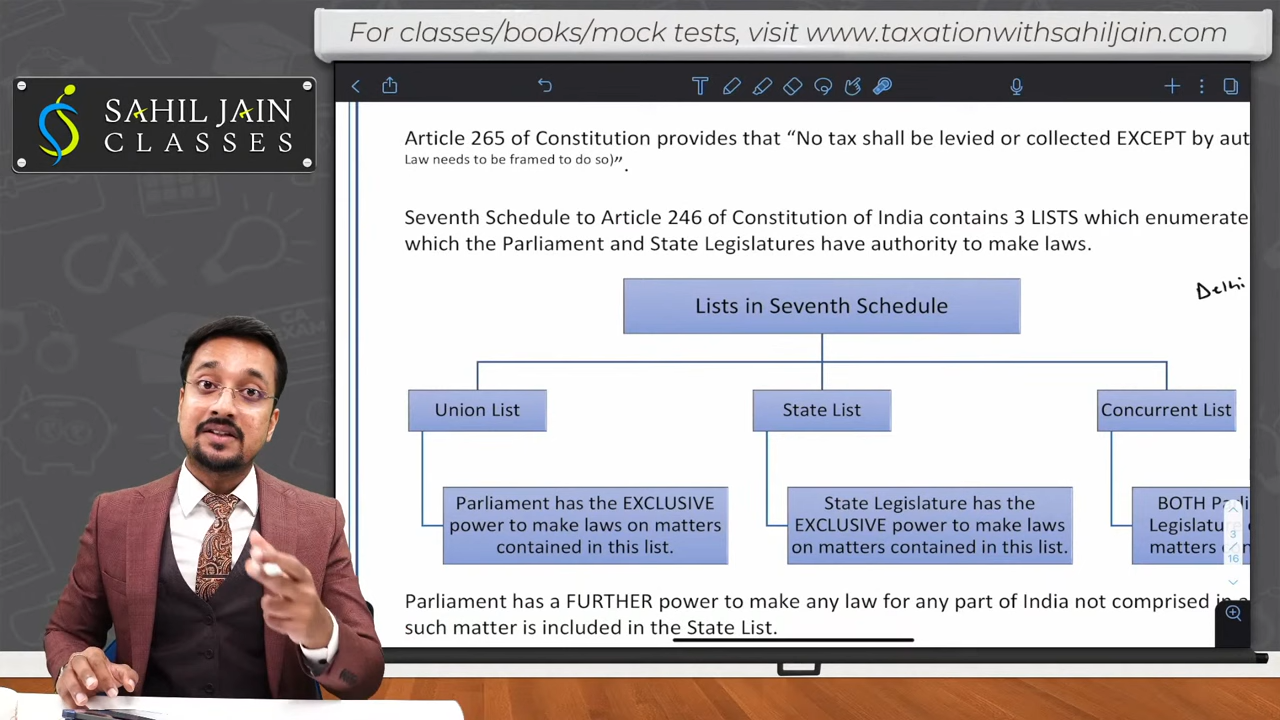 For classes/books/mock tests, visit www.taxationwithsahiljain.com
SAHIL JAIN
CLASSES
Article 265 of Constitution provides that “No tax shall be levied or collected EXCEPT by aut
Law needs to be framed to do so)”.
Seventh Schedule to Article 246 of Constitution of India contains 3 LISTS which enumerate
which the Parliament and State Legislatures have authority to make laws.
Delhi
Lists in Seventh Schedule
Union List
State List
Concurrent List
Parliament has the EXCLUSIVE
power to make laws on matters
contained in this list.
State Legislature has the
EXCLUSIVE power to make laws
on matters contained in this list.
BOTH
Legislatu
matters
3
16
Parliament has a FURTHER power to make any law for any part of India not comprised in
such matter is included in the State List.